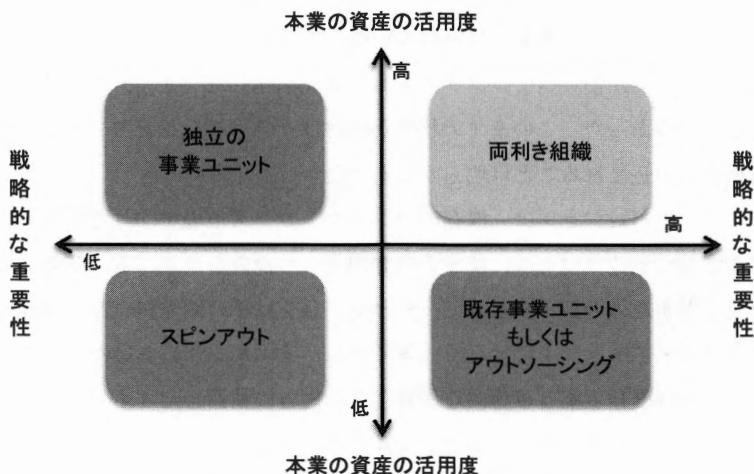 本業の資産の活用度
高
独立の
事業ユニット
両利き組織
戦略的な重要性
戦略的な重要性
高
低
スピンアウト
既存事業ユニット
もしくは
アウトソーシング
低
本業の資産の活用度